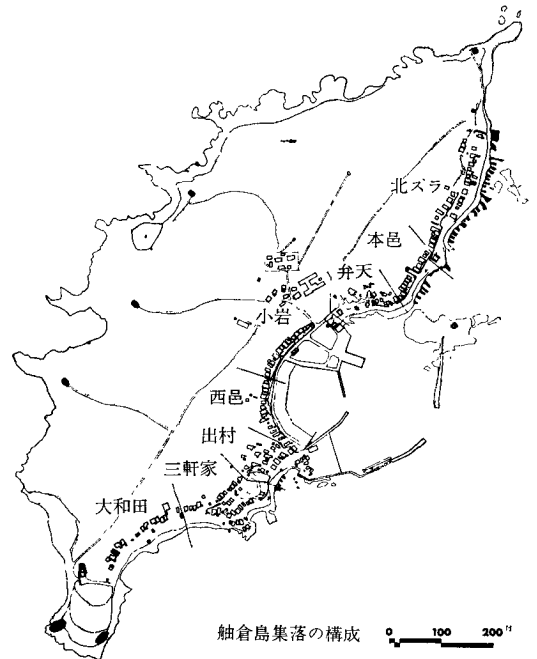 北ズラ
本邑
弁天
小岩
西邑
出村
三軒家
大和田
舳倉島集落の構成
0 100 200 M